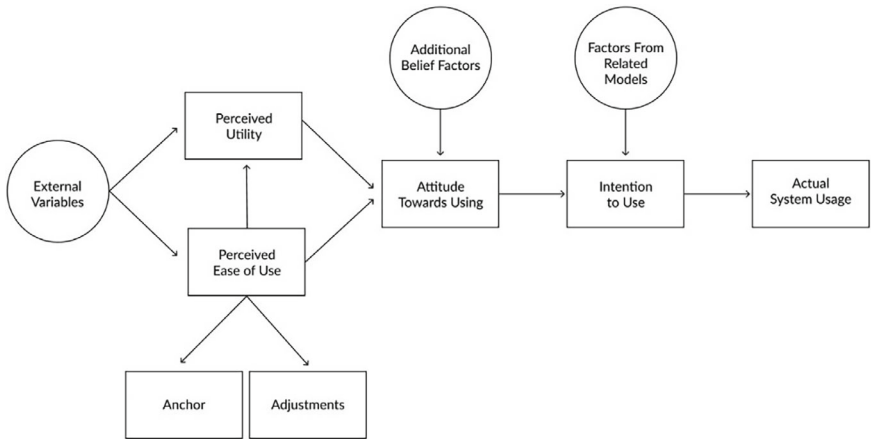 Additional
Belief Factors
Factors From
Related
Models
Perceived
Utility
External
Variables
Attitude
Towards Using
Intention
to Use
Actual
System Usage
Perceived
Ease of Use
Anchor
Adjustments